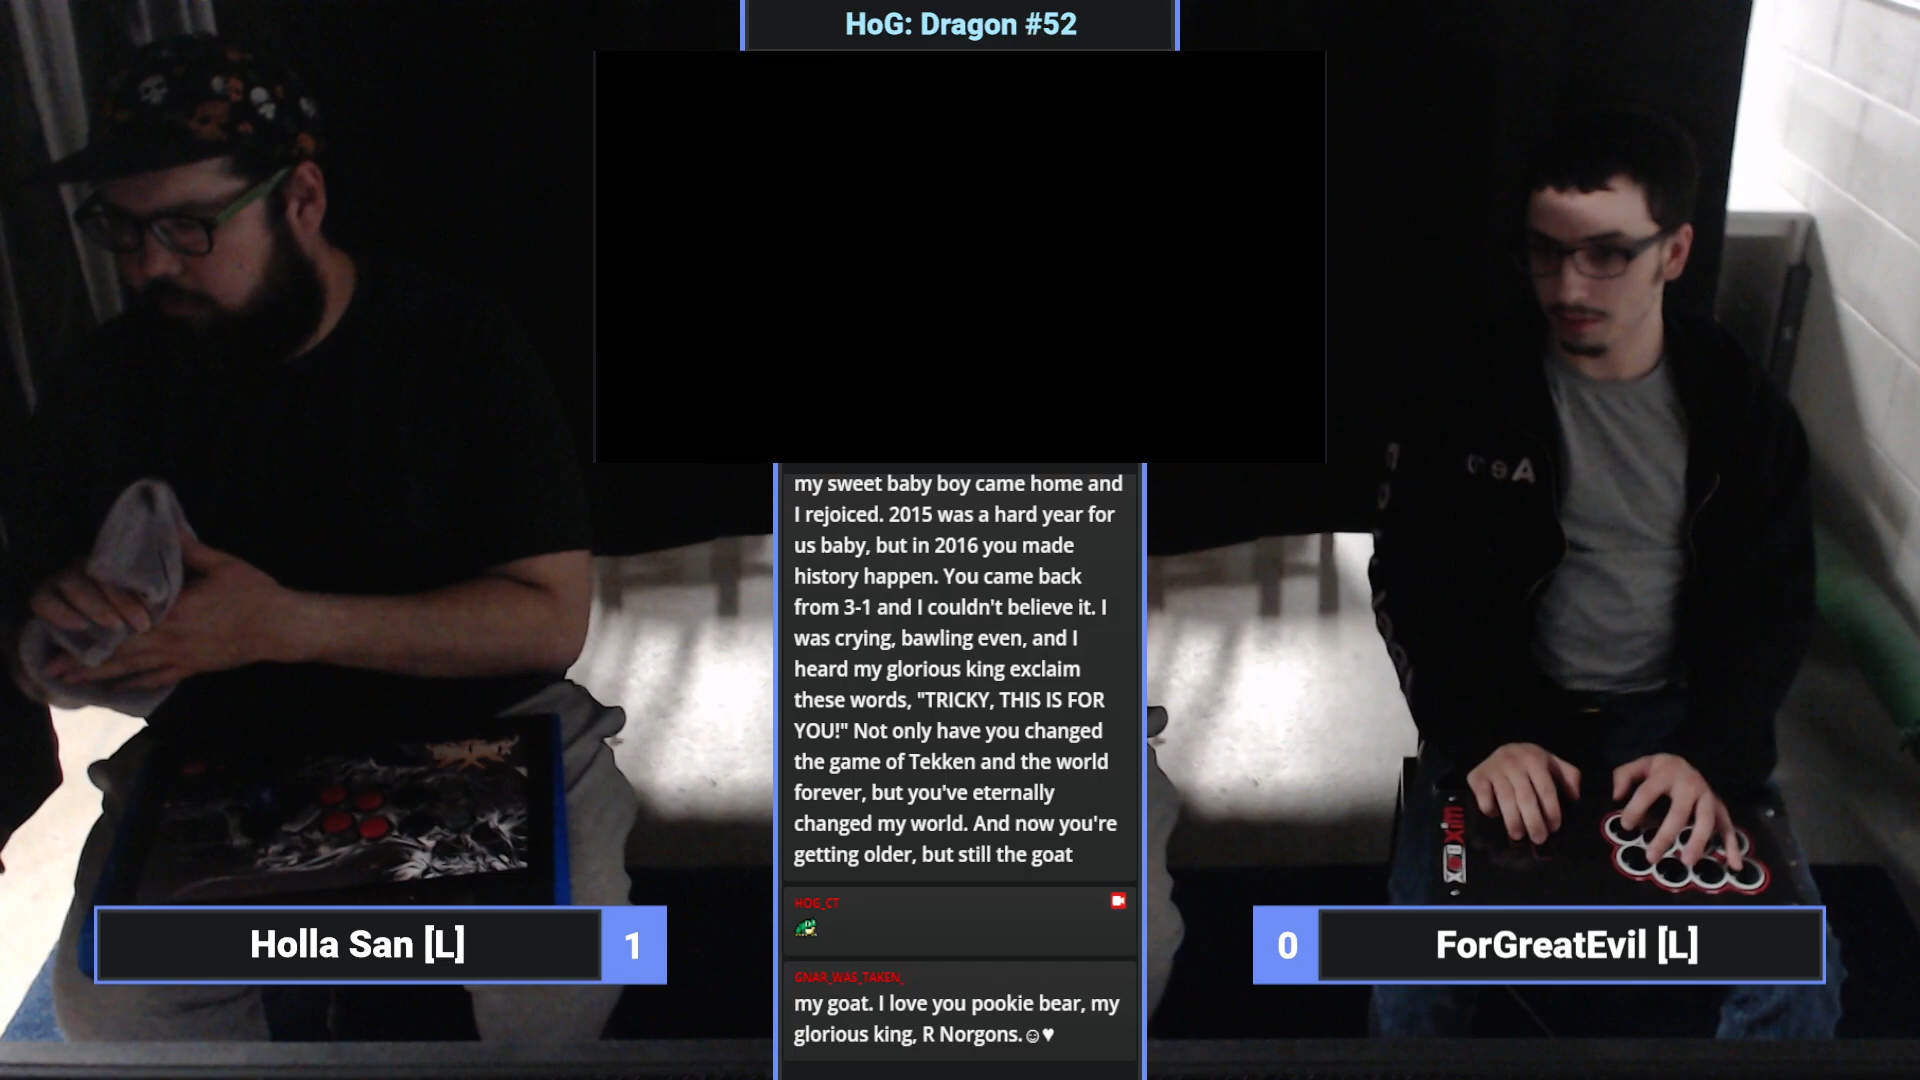 HoG: Dragon #52
my sweet baby boy came home and
I rejoiced. 2015 was a hard year for
us baby, but in 2016 you made
history happen. You came back
from 3-1 and I couldn't believe it. I
was crying, bawling even, and I
heard my glorious king exclaim
these words, "TRICKY, THIS IS FOR
YOU!" Not only have you changed
the game of Tekken and the world
forever, but you've eternally
changed my world. And now you're
getting older, but still the goat
HOG_CT
GNAR_WAS_TAKEN_
my goat. I love you pookie bear, my
glorious king, R Norgons.☺♥
Holla San [L] 1
0 ForGreatEvil [L]